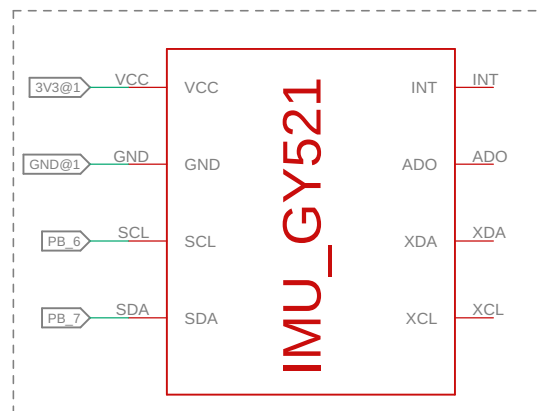 3V3@1 VCC VCC INT INT
GND@1 GND GND ADO ADO
PB_6 SCL SCL XDA XDA
PB_7 SDA SDA XCL XCL
IMU_GY521